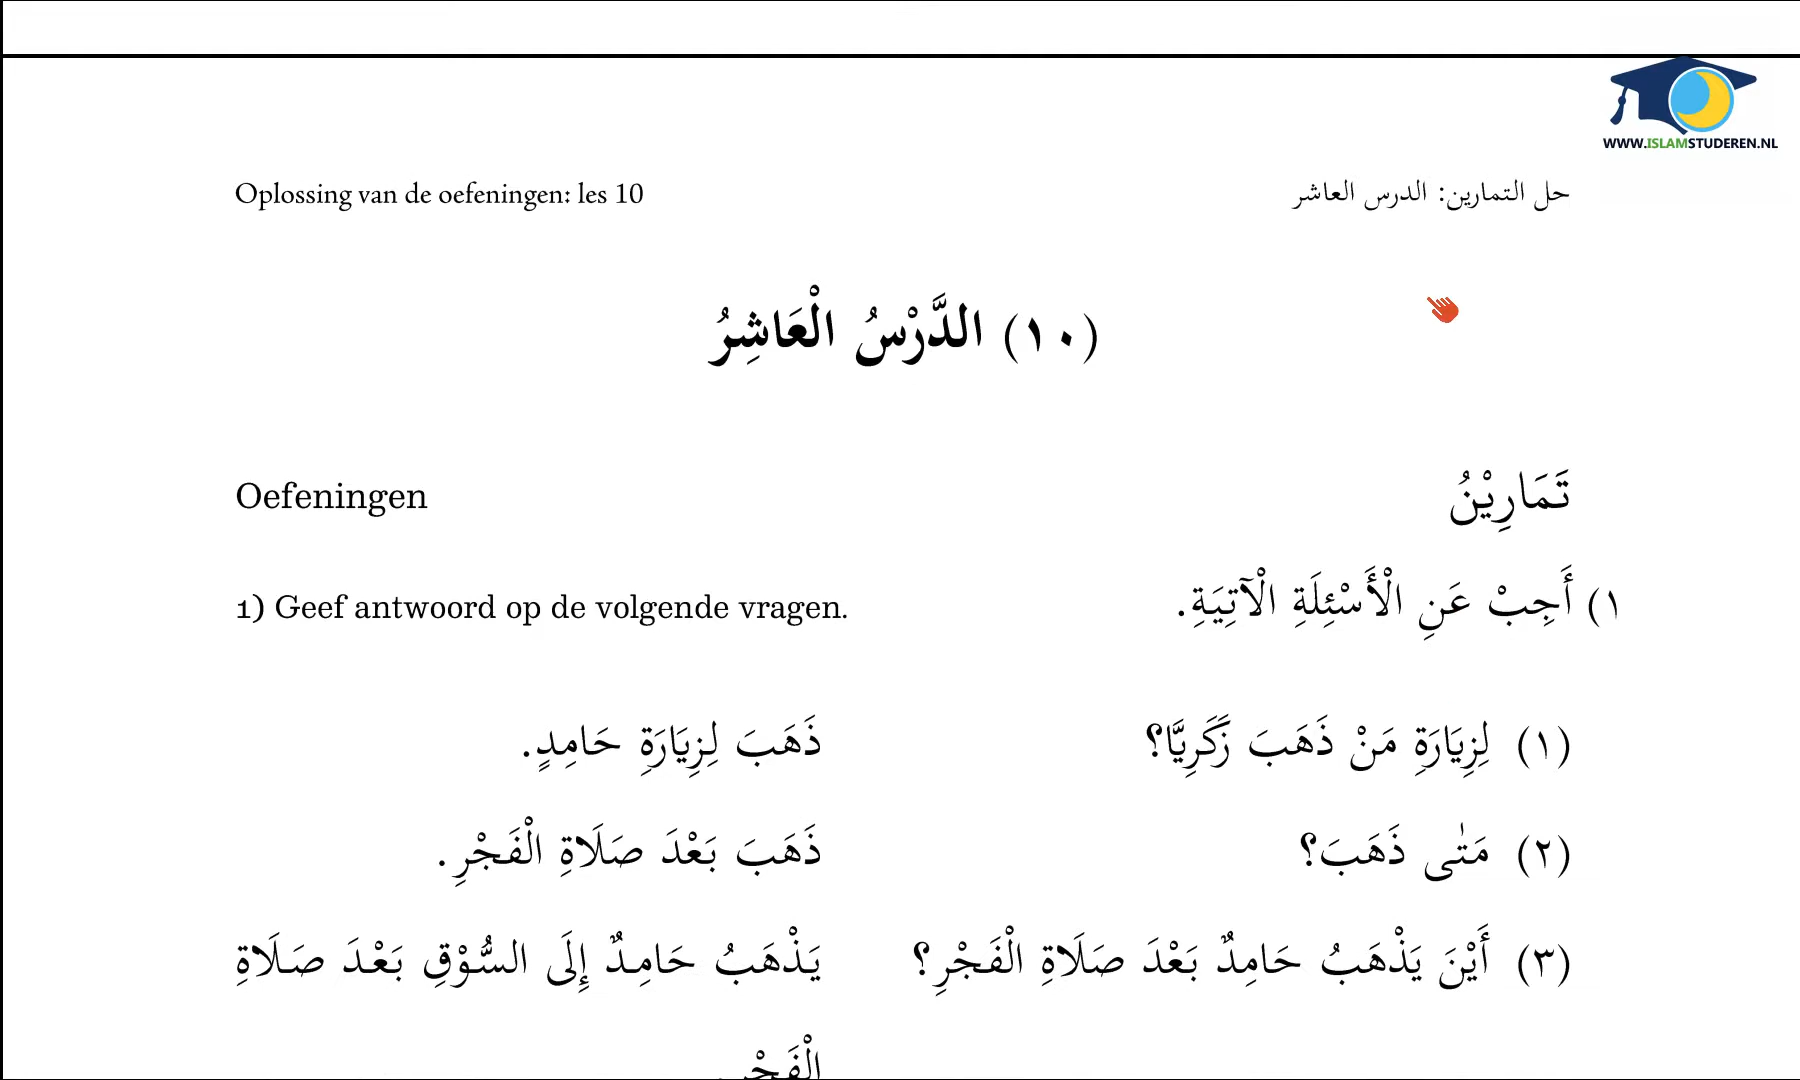 WWW.ISLAMSTUDEREN.NL
Oplossing van de oefeningen: les 10 حل التمارين: الدرس العاشر
(١٠) الدَّرْسُ الْعَاشِرُ
Oefeningen تَمَارِيْنُ
1) Geef antwoord op de volgende vragen. ١) أَجِبْ عَنِ الْأَسْئِلَةِ الْآتِيَةِ.
(١) لِزِيَارَةِ مَنْ ذَهَبَ زَكَرِيَّا؟ ذَهَبَ لِزِيَارَةِ حَامِدٍ.
(٢) مَتٰى ذَهَبَ؟ ذَهَبَ بَعْدَ صَلَاةِ الْفَجْرِ.
(٣) أَيْنَ يَذْهَبُ حَامِدٌ بَعْدَ صَلَاةِ الْفَجْرِ؟ يَذْهَبُ حَامِدٌ إِلَى السُّوْقِ بَعْدَ صَلَاةِ
الْفَجْرِ.